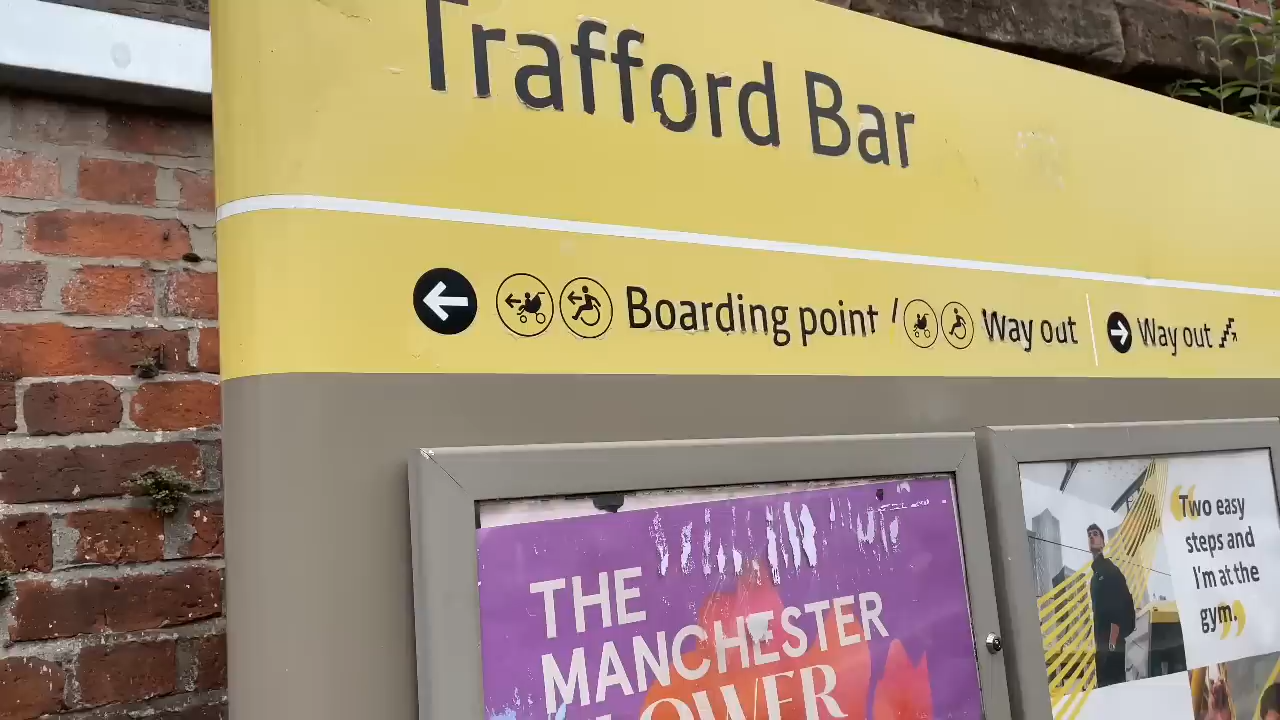 Trafford Bar
Boarding point / Way out
Way out
THE
MANCHESTER
“Two easy
steps and
I'm at the
gym.”